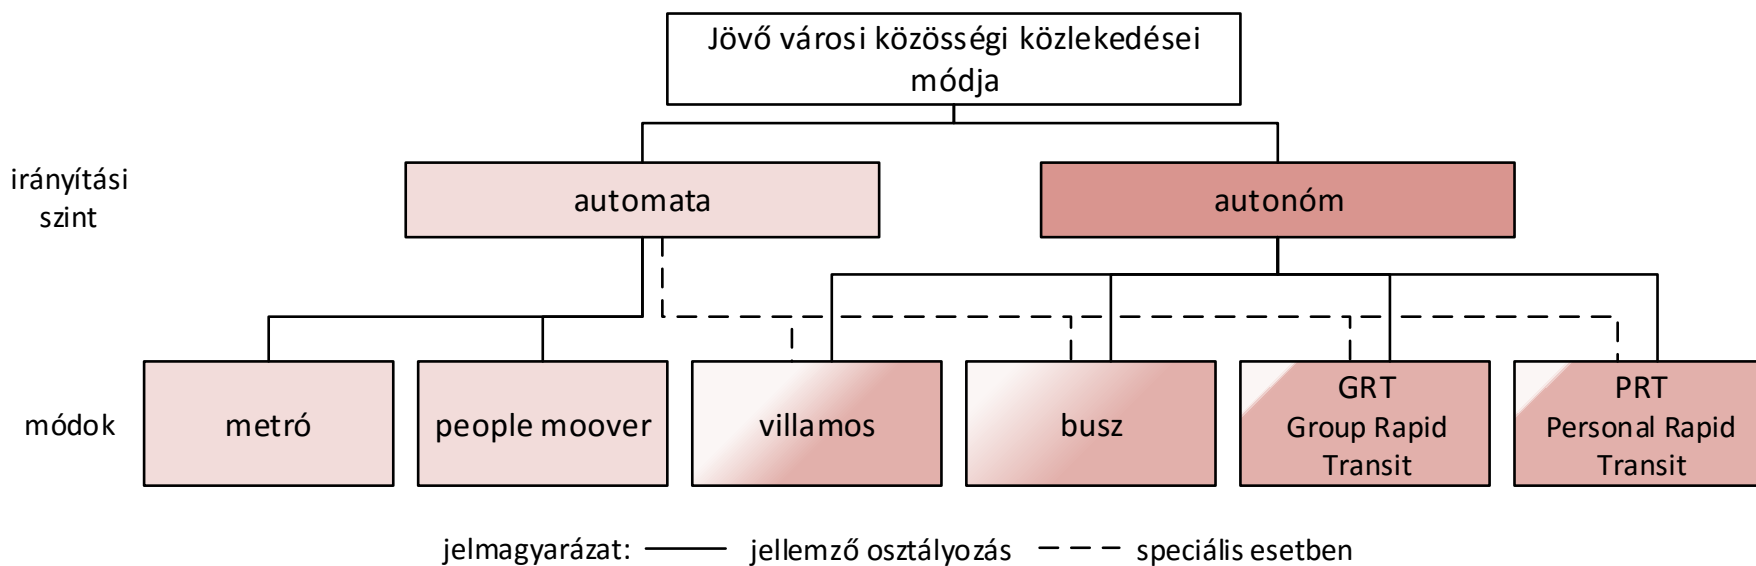 Jövő városi közösségi közlekedései
módja
irányítási
szint
automata
autonóm
módok
metró
people moover
villamos
busz
GRT
Group Rapid
Transit
PRT
Personal Rapid
Transit
jelmagyarázat: jellemző osztályozás speciális esetben